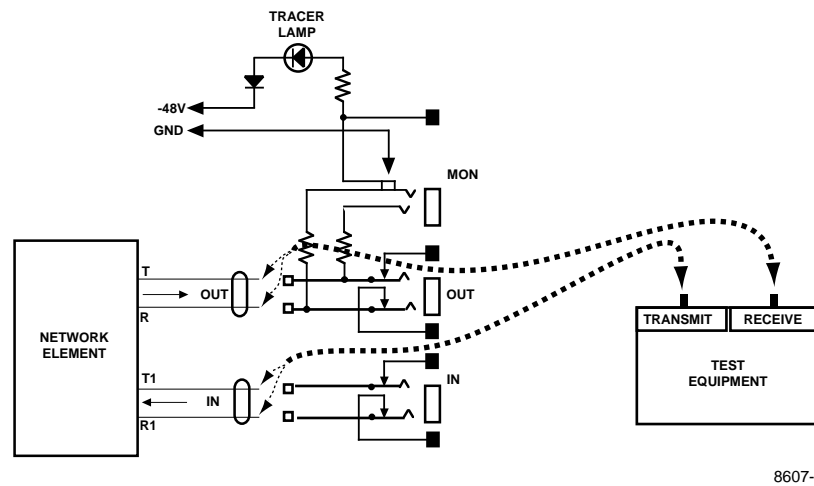 TRACER
LAMP
-48V
GND
MON
T
OUT
R
OUT
NETWORK
ELEMENT
T1
IN
R1
IN
TRANSMIT
RECEIVE
TEST
EQUIPMENT
8607-